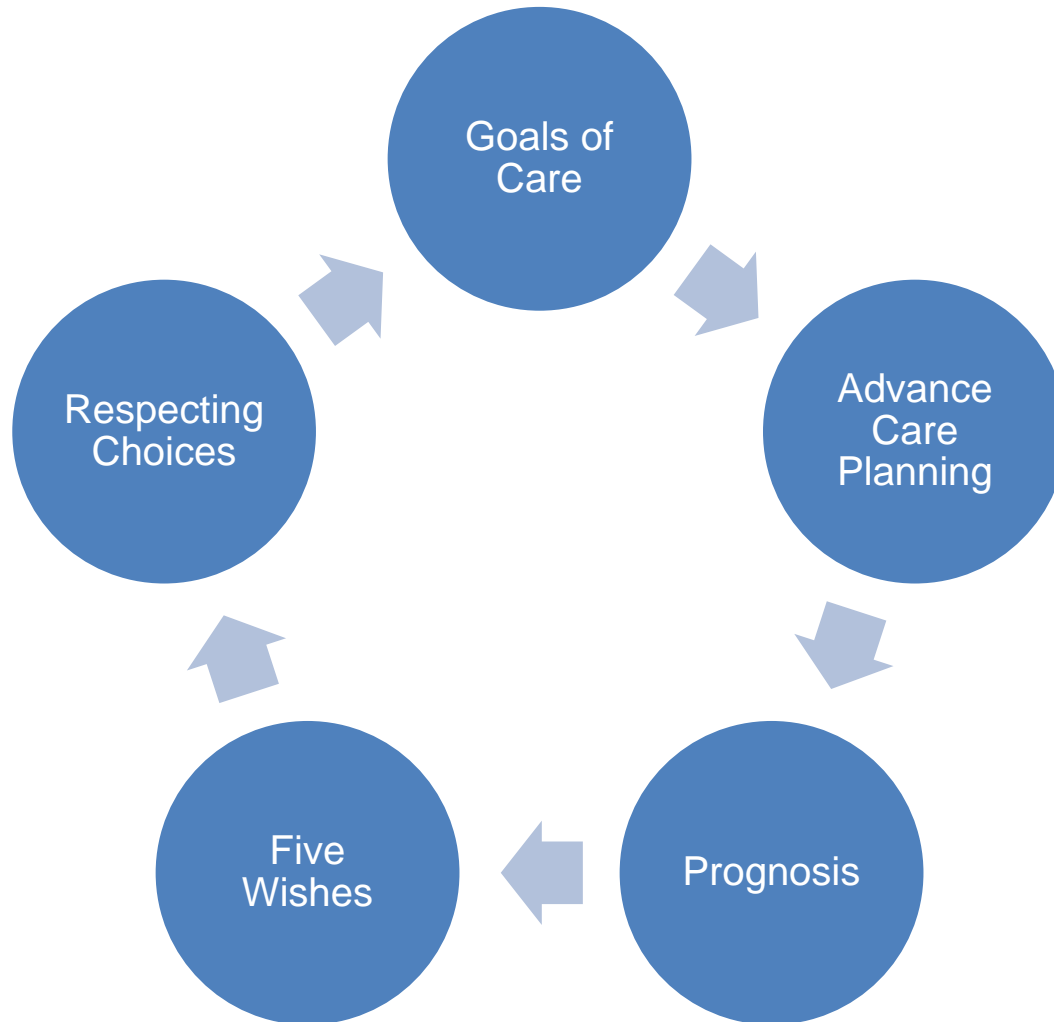 Goals of
Care
Advance
Care
Planning
Prognosis
Five
Wishes
Respecting
Choices